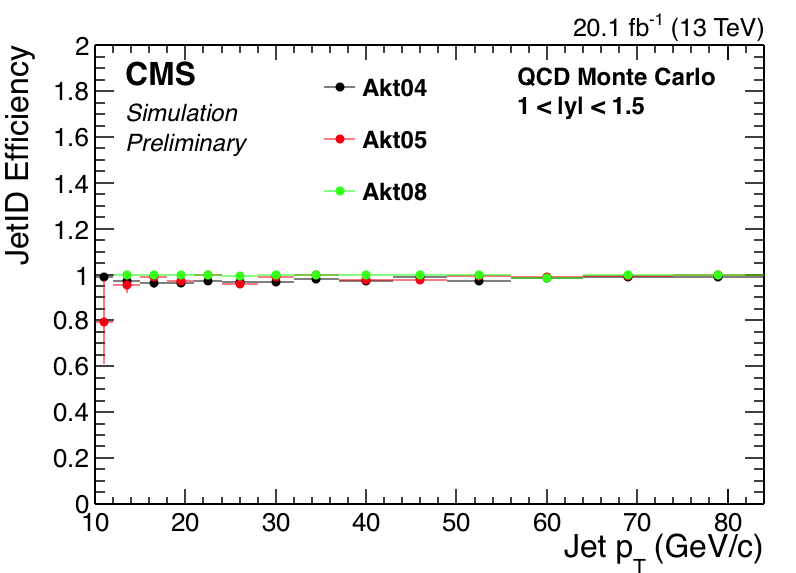 20.1 fb⁻¹ (13 TeV)
CMS
Simulation
Preliminary
Akt04
Akt05
Akt08
QCD Monte Carlo
1 < |y| < 1.5
JetID Efficiency
2
1.8
1.6
1.4
1.2
1
0.8
0.6
0.4
0.2
0
10 20 30 40 50 60 70 80
Jet p_T (GeV/c)